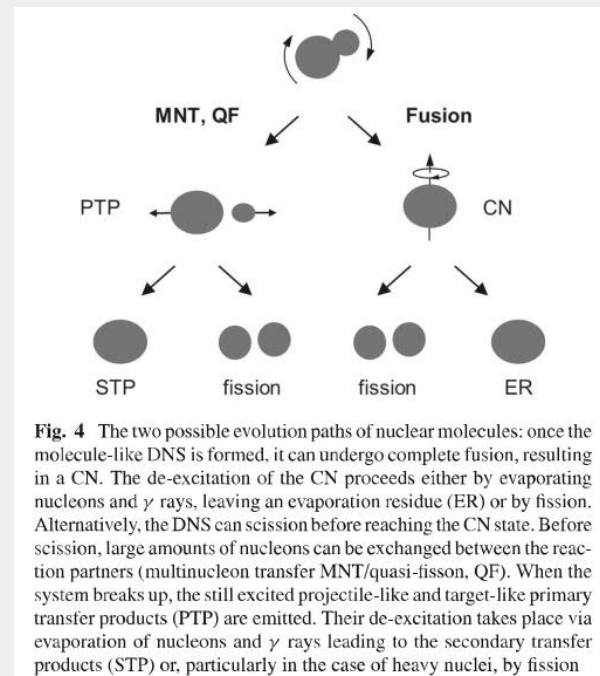 MNT, QF
Fusion
PTP
CN
STP
fission
fission
ER
Fig. 4 The two possible evolution paths of nuclear molecules: once the
molecule-like DNS is formed, it can undergo complete fusion, resulting
in a CN. The de-excitation of the CN proceeds either by evaporating
nucleons and γ rays, leaving an evaporation residue (ER) or by fission.
Alternatively, the DNS can scission before reaching the CN state. Before
scission, large amounts of nucleons can be exchanged between the reac-
tion partners (multinucleon transfer MNT/quasi-fisson, QF). When the
system breaks up, the still excited projectile-like and target-like primary
transfer products (PTP) are emitted. Their de-excitation takes place via
evaporation of nucleons and γ rays leading to the secondary transfer
products (STP) or, particularly in the case of heavy nuclei, by fission